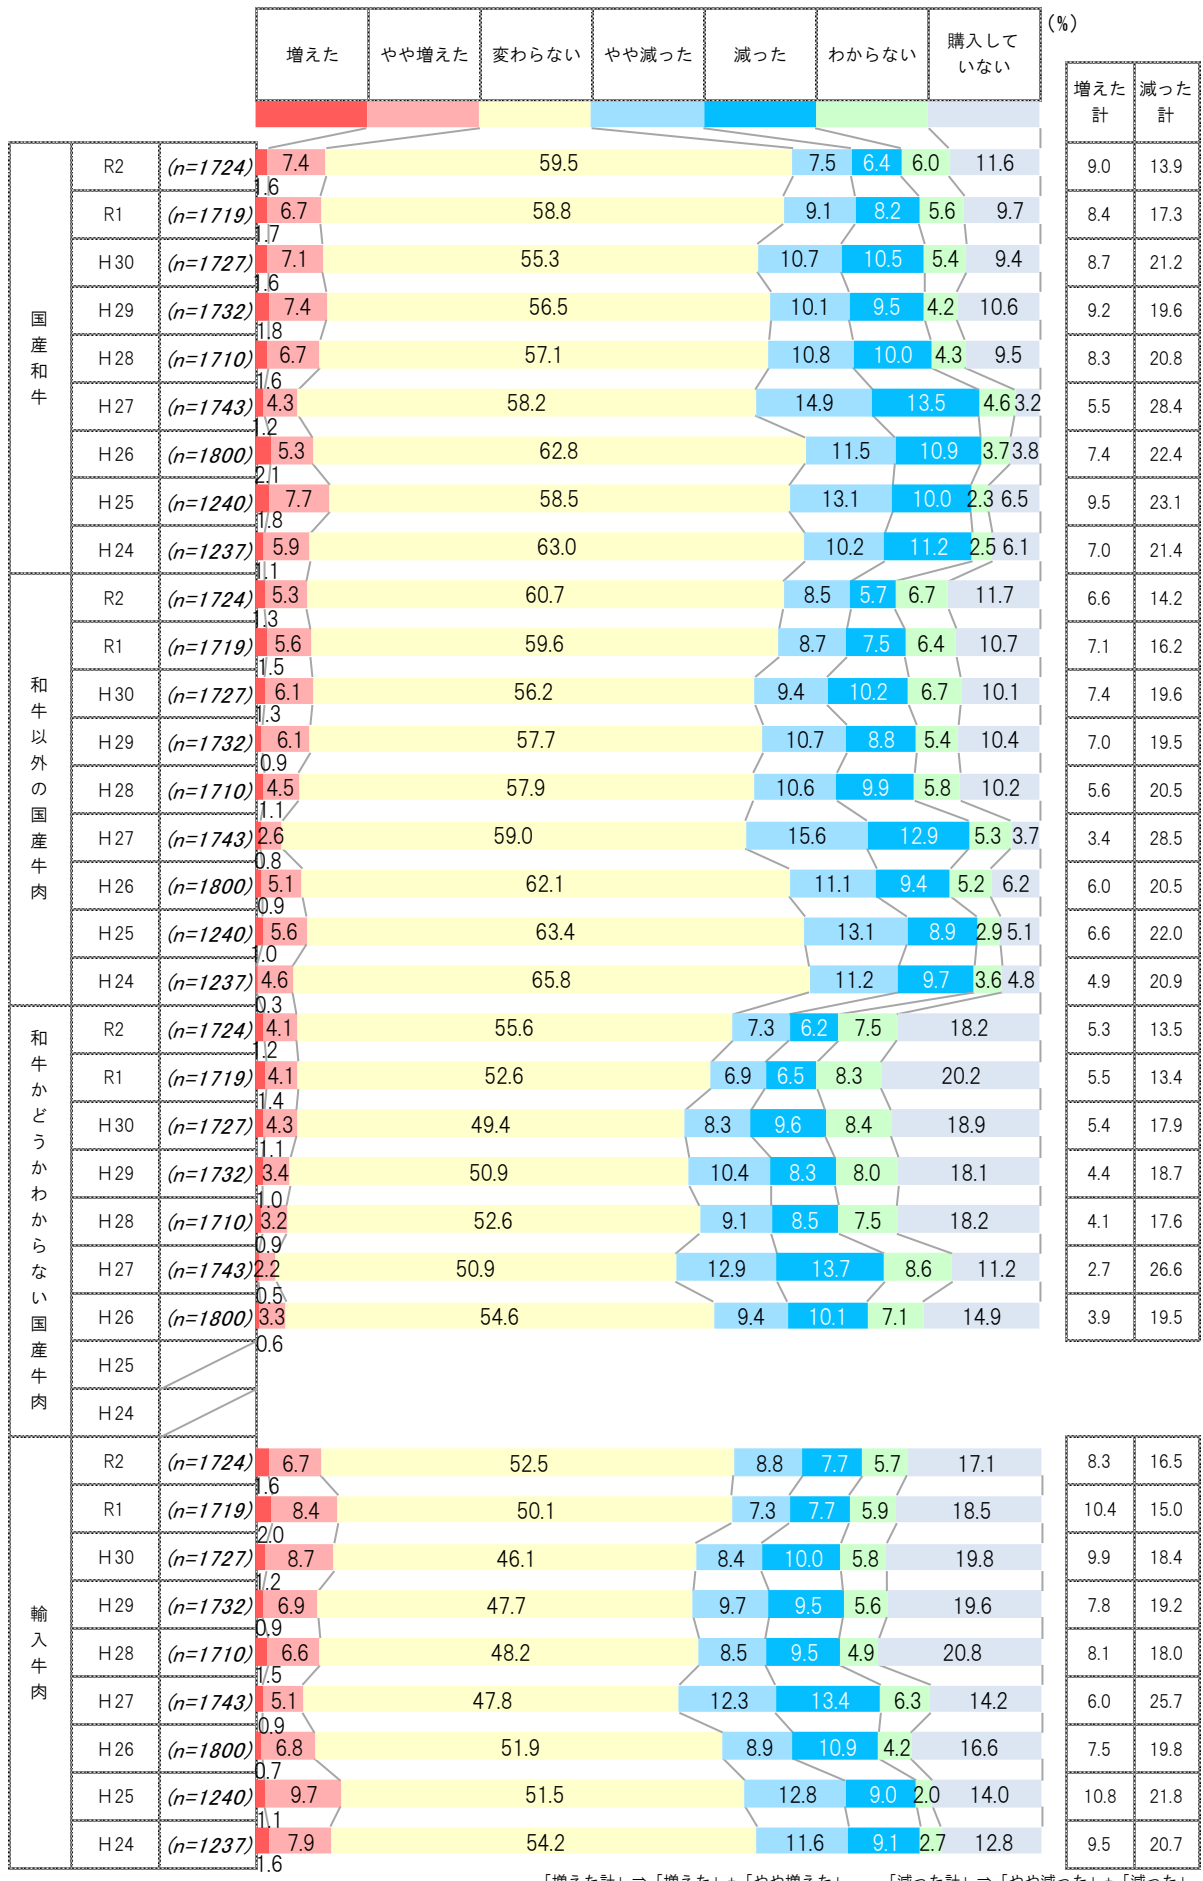 (%)
増えた やや増えた 変わらない やや減った 減った わからない 購入して
いない
増えた
計 減った
計
国産和牛
R2 (n=1724) 1.6 7.4 59.5 7.5 6.4 6.0 11.6 9.0 13.9
R1 (n=1719) 1.7 6.7 58.8 9.1 8.2 5.6 9.7 8.4 17.3
H30 (n=1727) 1.6 7.1 55.3 10.7 10.5 5.4 9.4 8.7 21.2
H29 (n=1732) 1.8 7.4 56.5 10.1 9.5 4.2 10.6 9.2 19.6
H28 (n=1710) 1.6 6.7 57.1 10.8 10.0 4.3 9.5 8.3 20.8
H27 (n=1743) 1.2 4.3 58.2 14.9 13.5 4.6 3.2 5.5 28.4
H26 (n=1800) 2.1 5.3 62.8 11.5 10.9 3.7 3.8 7.4 22.4
H25 (n=1240) 1.8 7.7 58.5 13.1 10.0 2.3 6.5 9.5 23.1
H24 (n=1237) 1.1 5.9 63.0 10.2 11.2 2.5 6.1 7.0 21.4
和牛以外の国産牛肉
R2 (n=1724) 1.3 5.3 60.7 8.5 5.7 6.7 11.7 6.6 14.2
R1 (n=1719) 1.5 5.6 59.6 8.7 7.5 6.4 10.7 7.1 16.2
H30 (n=1727) 1.3 6.1 56.2 9.4 10.2 6.7 10.1 7.4 19.6
H29 (n=1732) 0.9 6.1 57.7 10.7 8.8 5.4 10.4 7.0 19.5
H28 (n=1710) 1.1 4.5 57.9 10.6 9.9 5.8 10.2 5.6 20.5
H27 (n=1743) 0.8 2.6 59.0 15.6 12.9 5.3 3.7 3.4 28.5
H26 (n=1800) 0.9 5.1 62.1 11.1 9.4 5.2 6.2 6.0 20.5
H25 (n=1240) 1.0 5.6 63.4 13.1 8.9 2.9 5.1 6.6 22.0
H24 (n=1237) 0.3 4.6 65.8 11.2 9.7 3.6 4.8 4.9 20.9
和牛かどうかわからない国産牛肉
R2 (n=1724) 1.2 4.1 55.6 7.3 6.2 7.5 18.2 5.3 13.5
R1 (n=1719) 1.4 4.1 52.6 6.9 6.5 8.3 20.2 5.5 13.4
H30 (n=1727) 1.1 4.3 49.4 8.3 9.6 8.4 18.9 5.4 17.9
H29 (n=1732) 1.0 3.4 50.9 10.4 8.3 8.0 18.1 4.4 18.7
H28 (n=1710) 0.9 3.2 52.6 9.1 8.5 7.5 18.2 4.1 17.6
H27 (n=1743) 0.5 2.2 50.9 12.9 13.7 8.6 11.2 2.7 26.6
H26 (n=1800) 0.6 3.3 54.6 9.4 10.1 7.1 14.9 3.9 19.5
H25
H24
輸入牛肉
R2 (n=1724) 1.6 6.7 52.5 8.8 7.7 5.7 17.1 8.3 16.5
R1 (n=1719) 2.0 8.4 50.1 7.3 7.7 5.9 18.5 10.4 15.0
H30 (n=1727) 1.2 8.7 46.1 8.4 10.0 5.8 19.8 9.9 18.4
H29 (n=1732) 0.9 6.9 47.7 9.7 9.5 5.6 19.6 7.8 19.2
H28 (n=1710) 1.5 6.6 48.2 8.5 9.5 4.9 20.8 8.1 18.0
H27 (n=1743) 0.9 5.1 47.8 12.3 13.4 6.3 14.2 6.0 25.7
H26 (n=1800) 0.7 6.8 51.9 8.9 10.9 4.2 16.6 7.5 19.8
H25 (n=1240) 1.1 9.7 51.5 12.8 9.0 2.0 14.0 10.8 21.8
H24 (n=1237) 1.6 7.9 54.2 11.6 9.1 2.7 12.8 9.5 20.7
「増えた計」⇒「増えた」+「やや増えた」 「減った計」⇒「やや減った」+「減った」